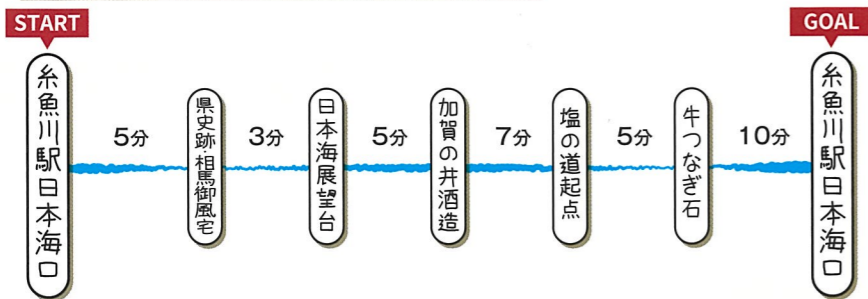 START
糸魚川駅日本海口
5分
県史跡・相馬御風宅
3分
日本海展望台
5分
加賀の井酒造
7分
塩の道起点
5分
牛つなぎ石
10分
GOAL
糸魚川駅日本海口